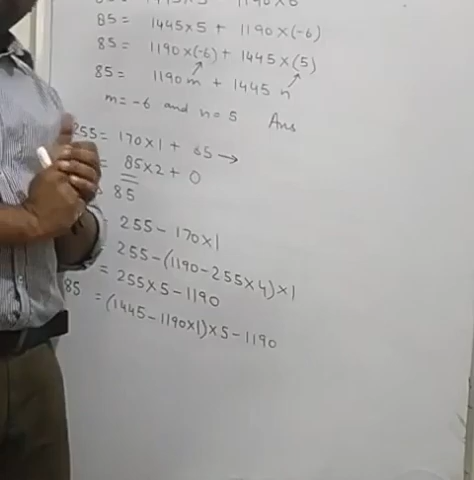 85= 1445×5 + 1190×(-6)
85= 1190×(-6) + 1445×(5)
85= 1190m + 1445n
m=-6 and n=5 Ans
255= 170×1 + 85→
= 85×2 + 0
85
255-170×1
255-(1190-255×4)×1
= 255×5-1190
85 =(1445-1190×1)×5-1190